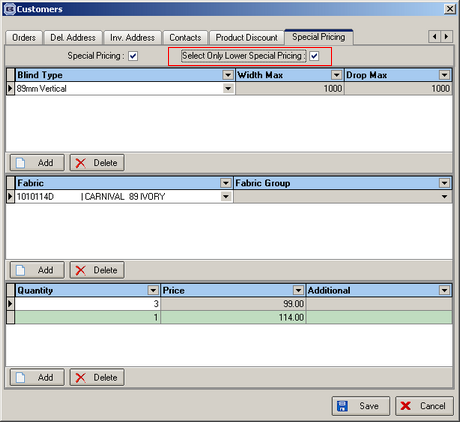 Customers
Orders Del. Address Inv. Address Contacts Product Discount Special Pricing
Special Pricing : Select Only Lower Special Pricing :
Blind Type Width Max Drop Max
89mm Vertical 1000 1000
Add Delete
Fabric Fabric Group
1010114D | CARNIVAL 89 IVORY
Add Delete
Quantity Price Additional
3 99.00
1 114.00
Add Delete
Save Cancel